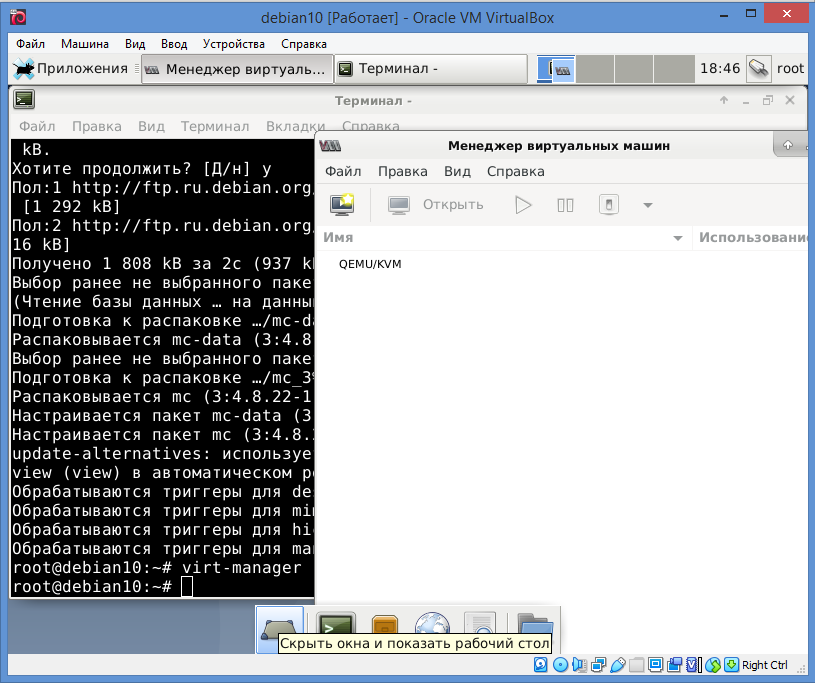 debian10 [Работает] - Oracle VM VirtualBox
Файл Машина Вид Ввод Устройства Справка
Приложения Менеджер виртуаль... Терминал - 18:46 root
Терминал -
Файл Правка Вид Терминал Вкладки Справка
kB.
Хотите продолжить? [Д/н] y
Пол:1 http://ftp.ru.debian.org
[1 292 kB]
Пол:2 http://ftp.ru.debian.org
16 kB]
Получено 1 808 kB за 2с (937
Выбор ранее не выбранного паке
(Чтение базы данных … на данны
Подготовка к распаковке …/mc-da
Распаковывается mc-data (3:4.8
Выбор ранее не выбранного паке
Подготовка к распаковке …/mc_3
Распаковывается mc (3:4.8.22-1
Настраивается пакет mc-data (3
Настраивается пакет mc (3:4.8.
update-alternatives: используе
view (view) в автоматическом р
Обрабатываются триггеры для de
Обрабатываются триггеры для mi
Обрабатываются триггеры для hi
Обрабатываются триггеры для ma
root@debian10:~# virt-manager
root@debian10:~#
Менеджер виртуальных машин
Файл Правка Вид Справка
Открыть
Имя Использование
QEMU/KVM
Скрыть окна и показать рабочий стол
Right Ctrl